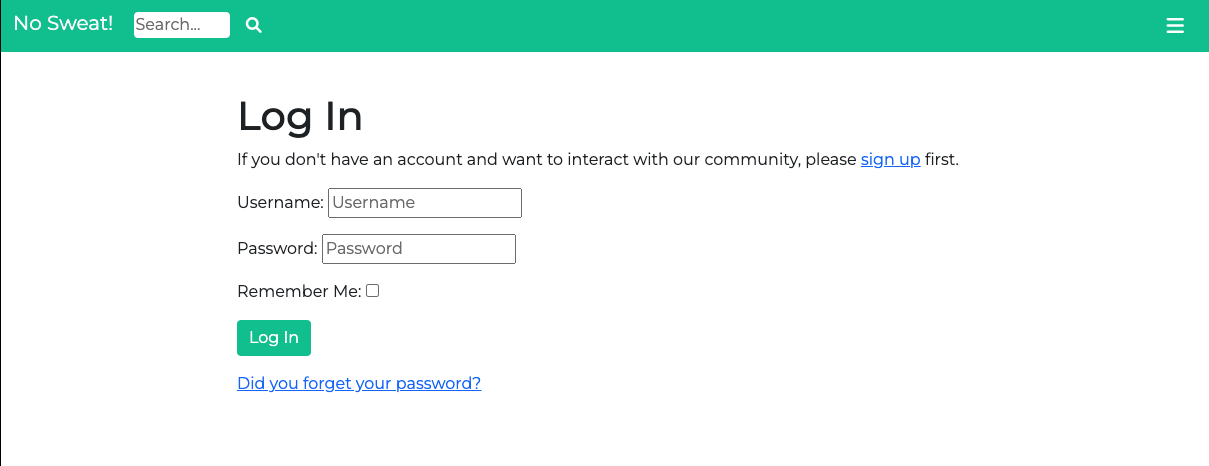 No Sweat! Search...
Log In
If you don't have an account and want to interact with our community, please sign up first.
Username: Username
Password: Password
Remember Me:
Log In
Did you forget your password?